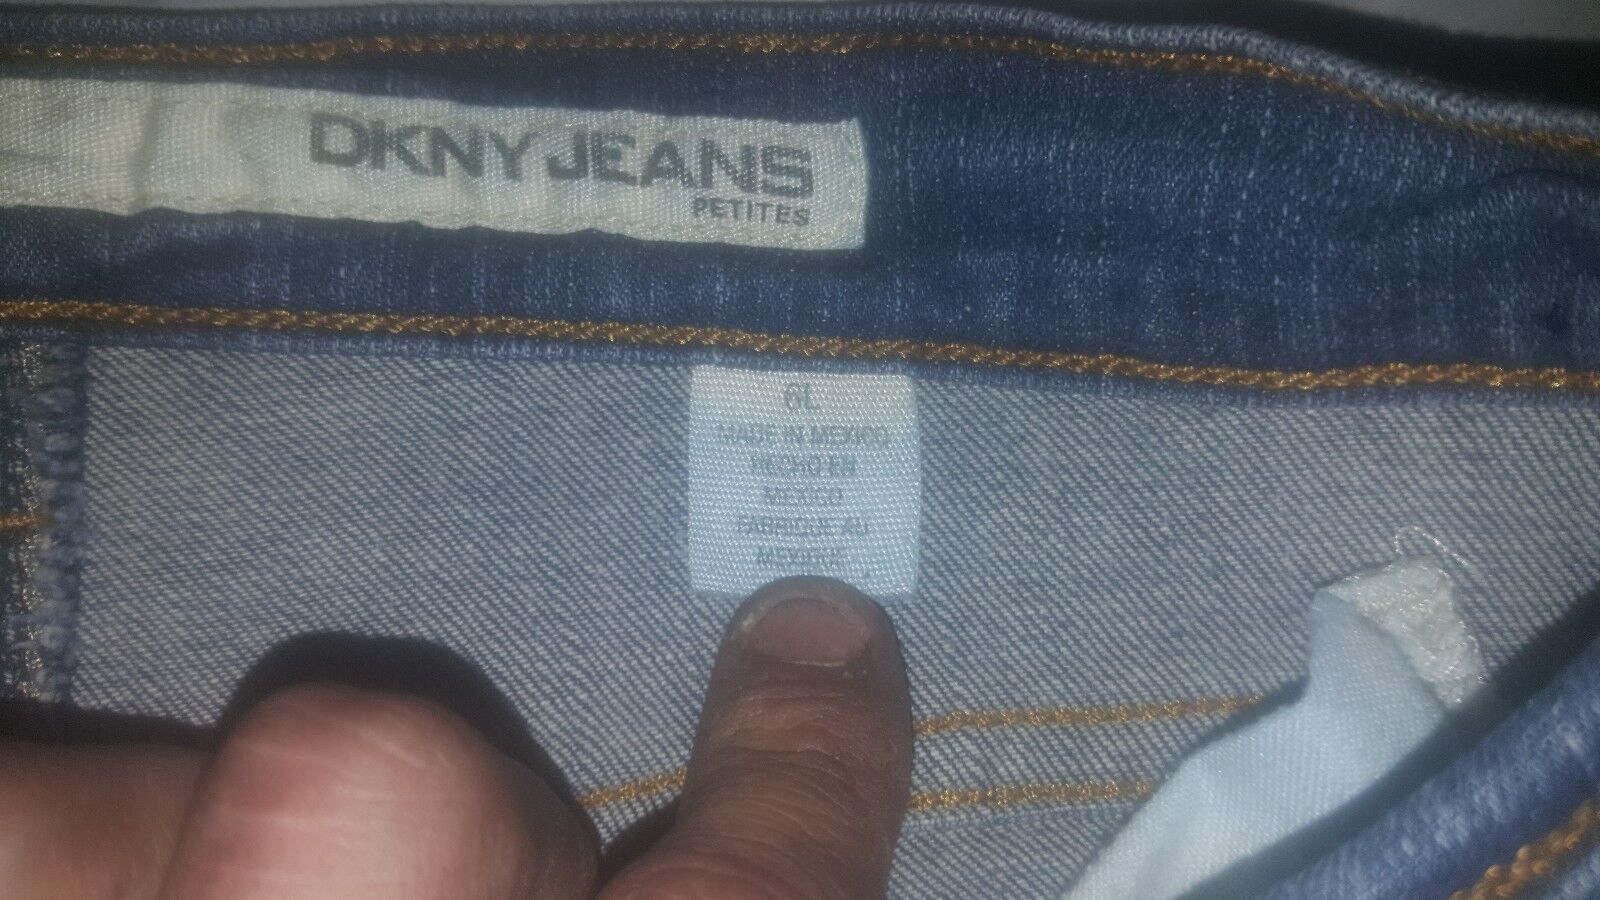 DKNY JEANS
PETITES
6L
MADE IN MEXICO
HECHO EN
MEXICO
FABRIQUE AU
MEXIQUE